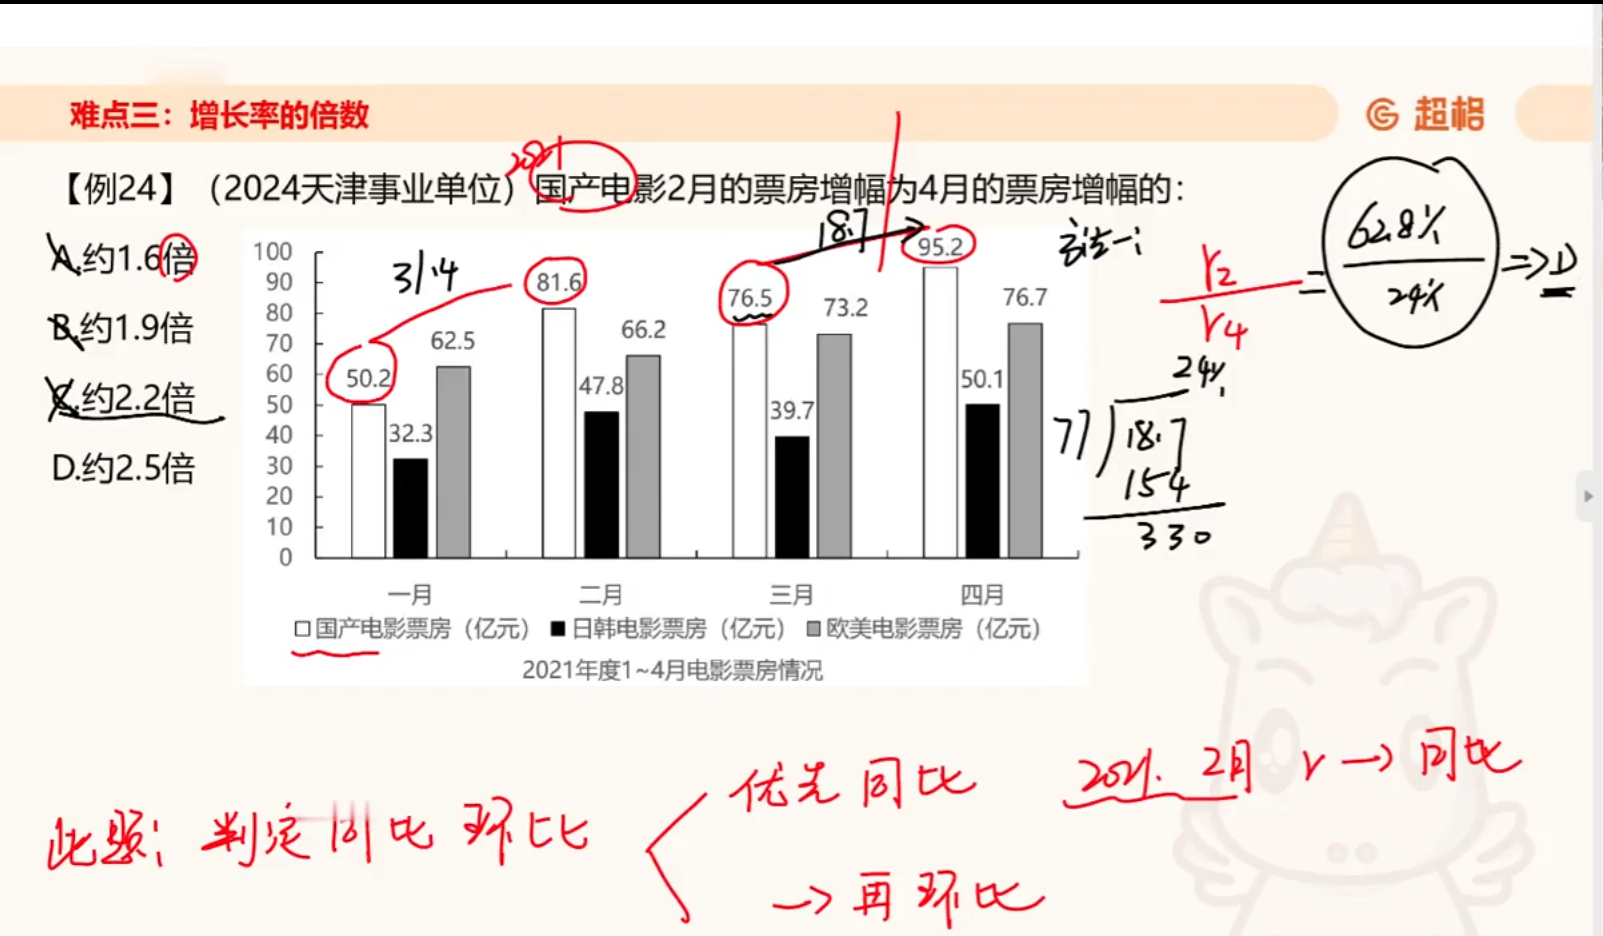 难点三：增长率的倍数
超格
【例24】（2024天津事业单位）国产电影2月的票房增幅为4月的票房增幅的：
2021
A.约1.6倍
B.约1.9倍
C.约2.2倍
D.约2.5倍
100
90
80
70
60
50
40
30
20
10
0
50.2
32.3
62.5
81.6
47.8
66.2
76.5
39.7
73.2
95.2
50.1
76.7
31.4
18.7
一月
二月
三月
四月
国产电影票房（亿元）
日韩电影票房（亿元）
欧美电影票房（亿元）
2021年度1~4月电影票房情况
方法一：
r2
r4
=
62.8%
24%
=>D
24%
77
18.7
154
330
此题：判定同比环比
优先同比
2021.2月 r→同比
→再环比